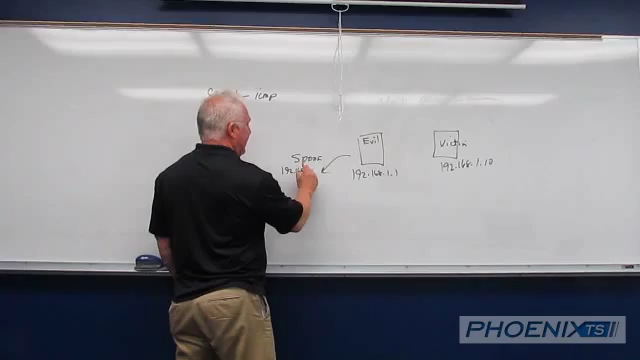 icmp
Evil
Victim
Spoof
192.168.1.1
192.168.1.10
PHOENIX TS